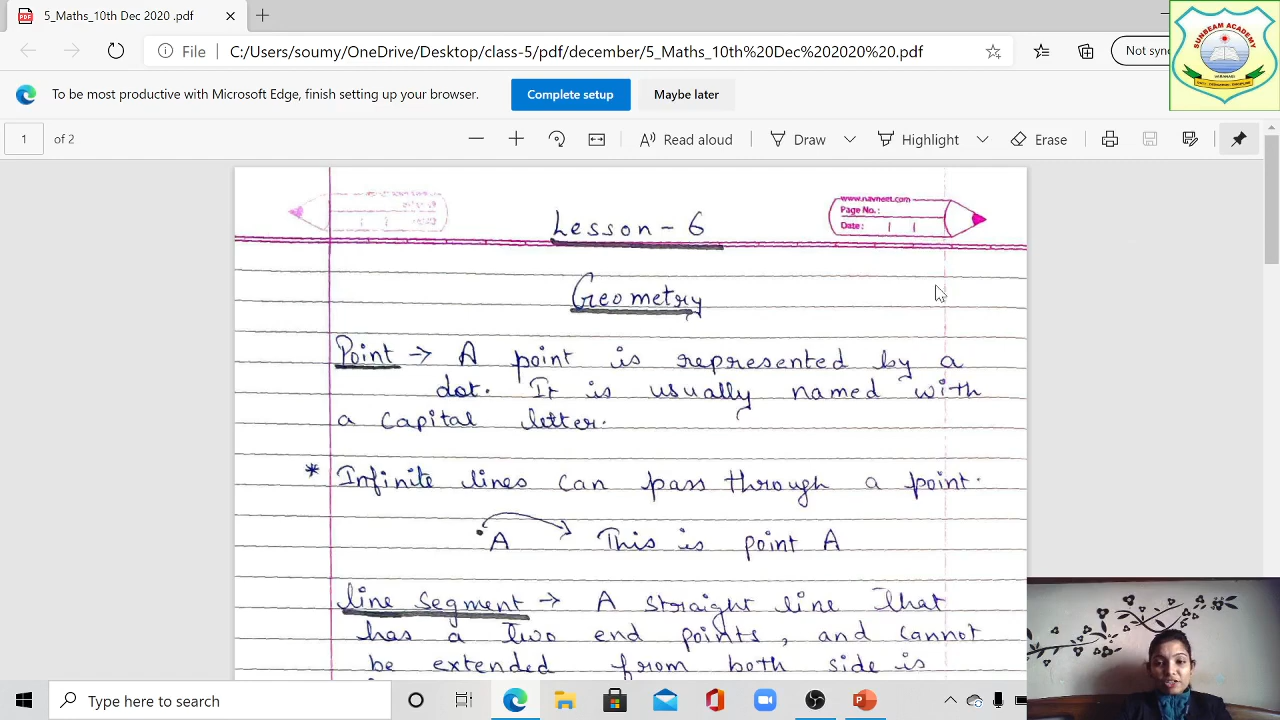 5_Maths_10th Dec 2020 .pdf
File C:/Users/soumy/OneDrive/Desktop/class-5/pdf/december/5_Maths_10th%20Dec%202020%20.pdf
Not sync
To be most productive with Microsoft Edge, finish setting up your browser. Complete setup Maybe later
1 of 2 Read aloud Draw Highlight Erase
SUNBEAM ACADEMY
VARANASI
www.navneet.com
Page No.:
Date:
Lesson - 6
Geometry
Point → A point is represented by a
dot. It is usually named with
a capital letter.
* Infinite lines can pass through a point.
A This is point A
line segment → A straight line That
has a two end points, and cannot
be extended from both side is
Type here to search